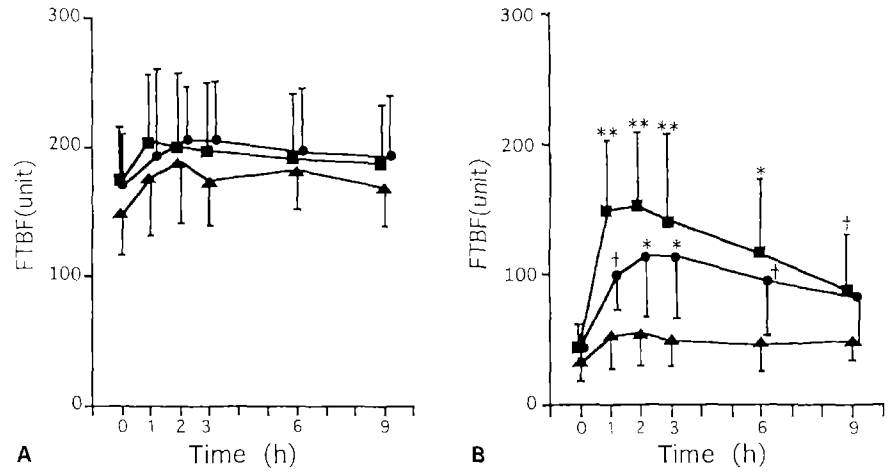 300
200
100
0
FTBF(unit)
0 1 2 3 6 9
Time (h)
A
300
200
100
0
FTBF(unit)
** ** **
*
†
† * *
†
0 1 2 3 6 9
Time (h)
B